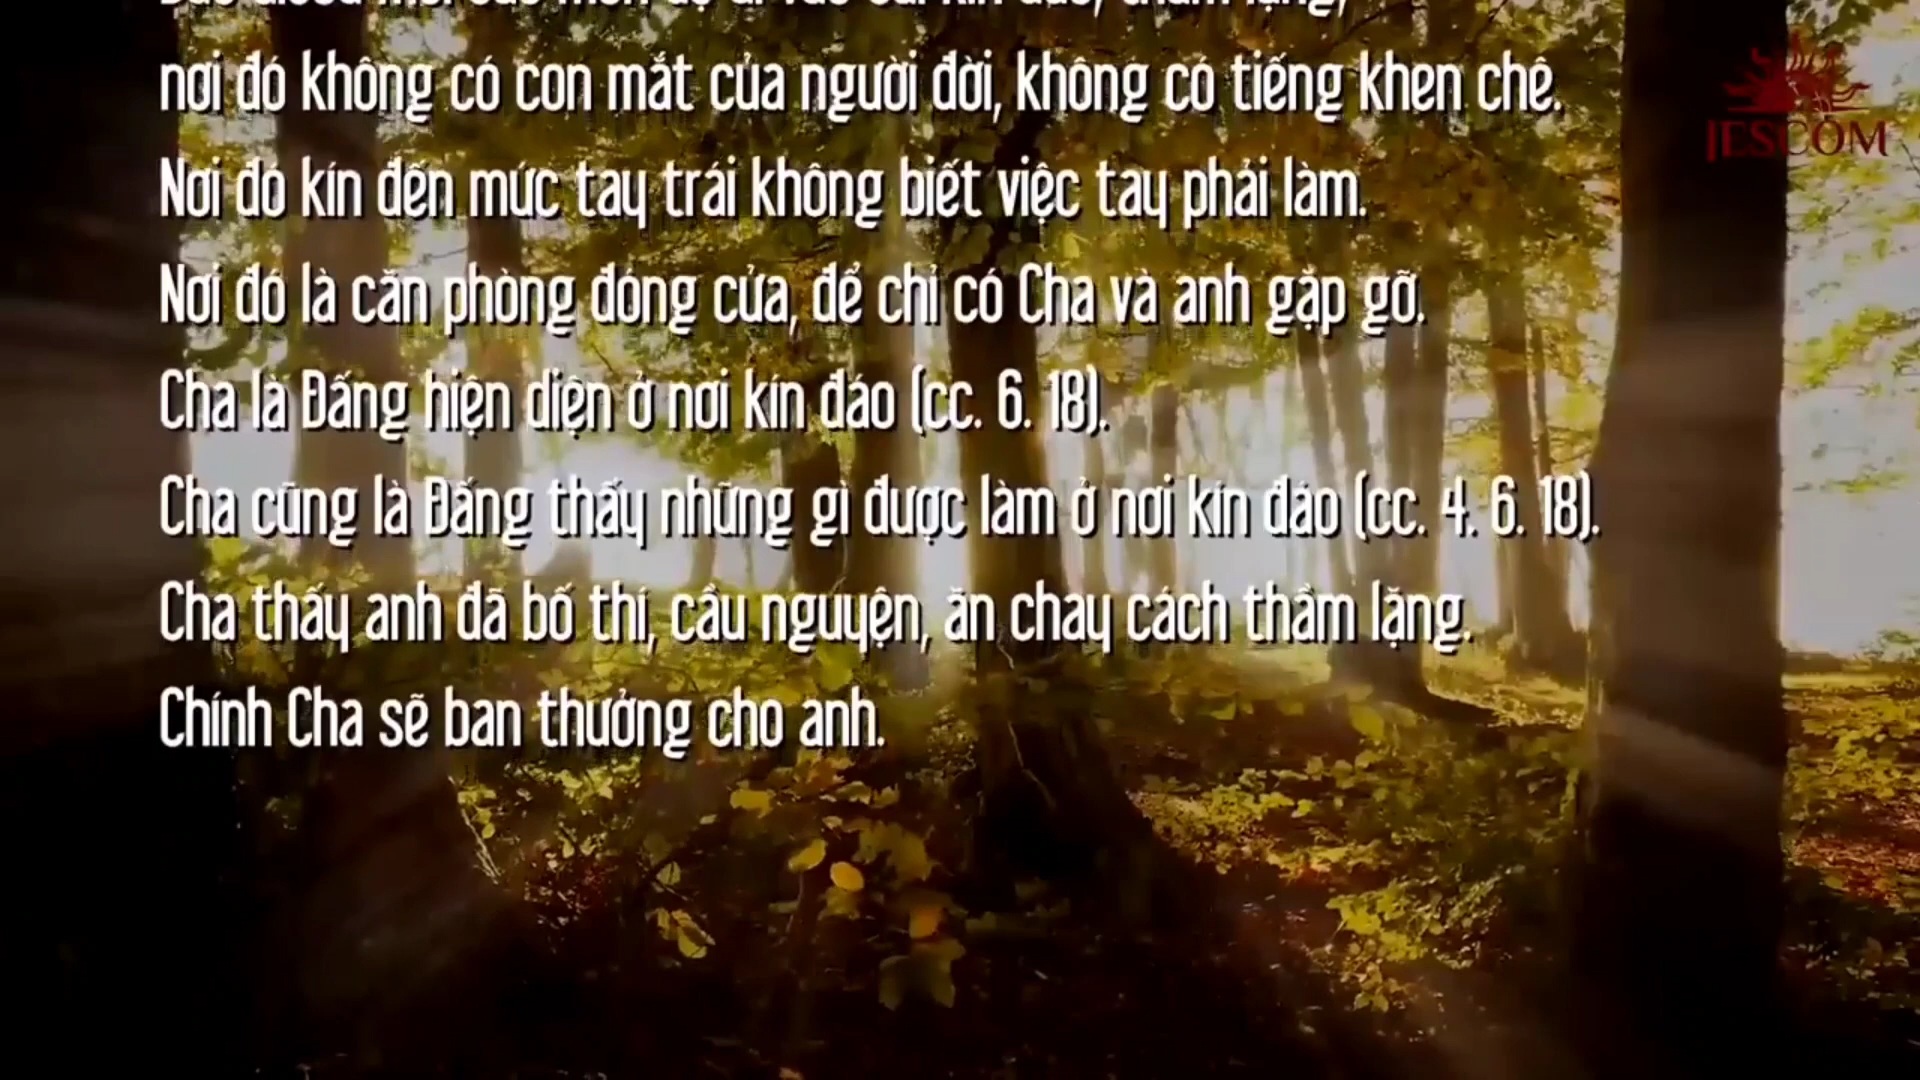 nơi đó không có con mắt của người đời, không có tiếng khen chê.
Nơi đó kín đến mức tay trái không biết việc tay phải làm.
Nơi đó là căn phòng đóng cửa, để chỉ có Cha và anh gặp gỡ.
Cha là Đấng hiện diện ở nơi kín đáo (cc. 6. 18).
Cha cũng là Đấng thấy những gì được làm ở nơi kín đáo (cc. 4. 6. 18).
Cha thấy anh đã bố thí, cầu nguyện, ăn chay cách thầm lặng.
Chính Cha sẽ ban thưởng cho anh.
JESCOM